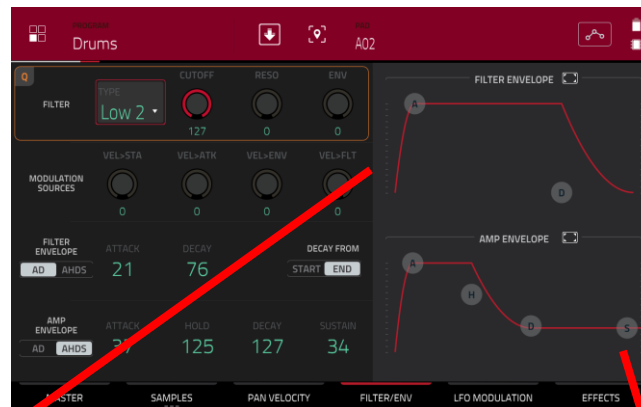 Drums
A02
Q
FILTER
TYPE
Low 2
CUTOFF
127
RESO
0
ENV
0
MODULATION
SOURCES
VEL>STA
0
VEL>ATK
0
VEL>ENV
0
VEL>FLT
0
FILTER
ENVELOPE
AD AHDS
ATTACK
21
DECAY
76
DECAY FROM
START END
AMP
ENVELOPE
AD AHDS
ATTACK
HOLD
125
DECAY
127
SUSTAIN
34
FILTER ENVELOPE
A
D
AMP ENVELOPE
A
H
D
S
SAMPLES
PAN VELOCITY
FILTER/ENV
LFO MODULATION
EFFECTS